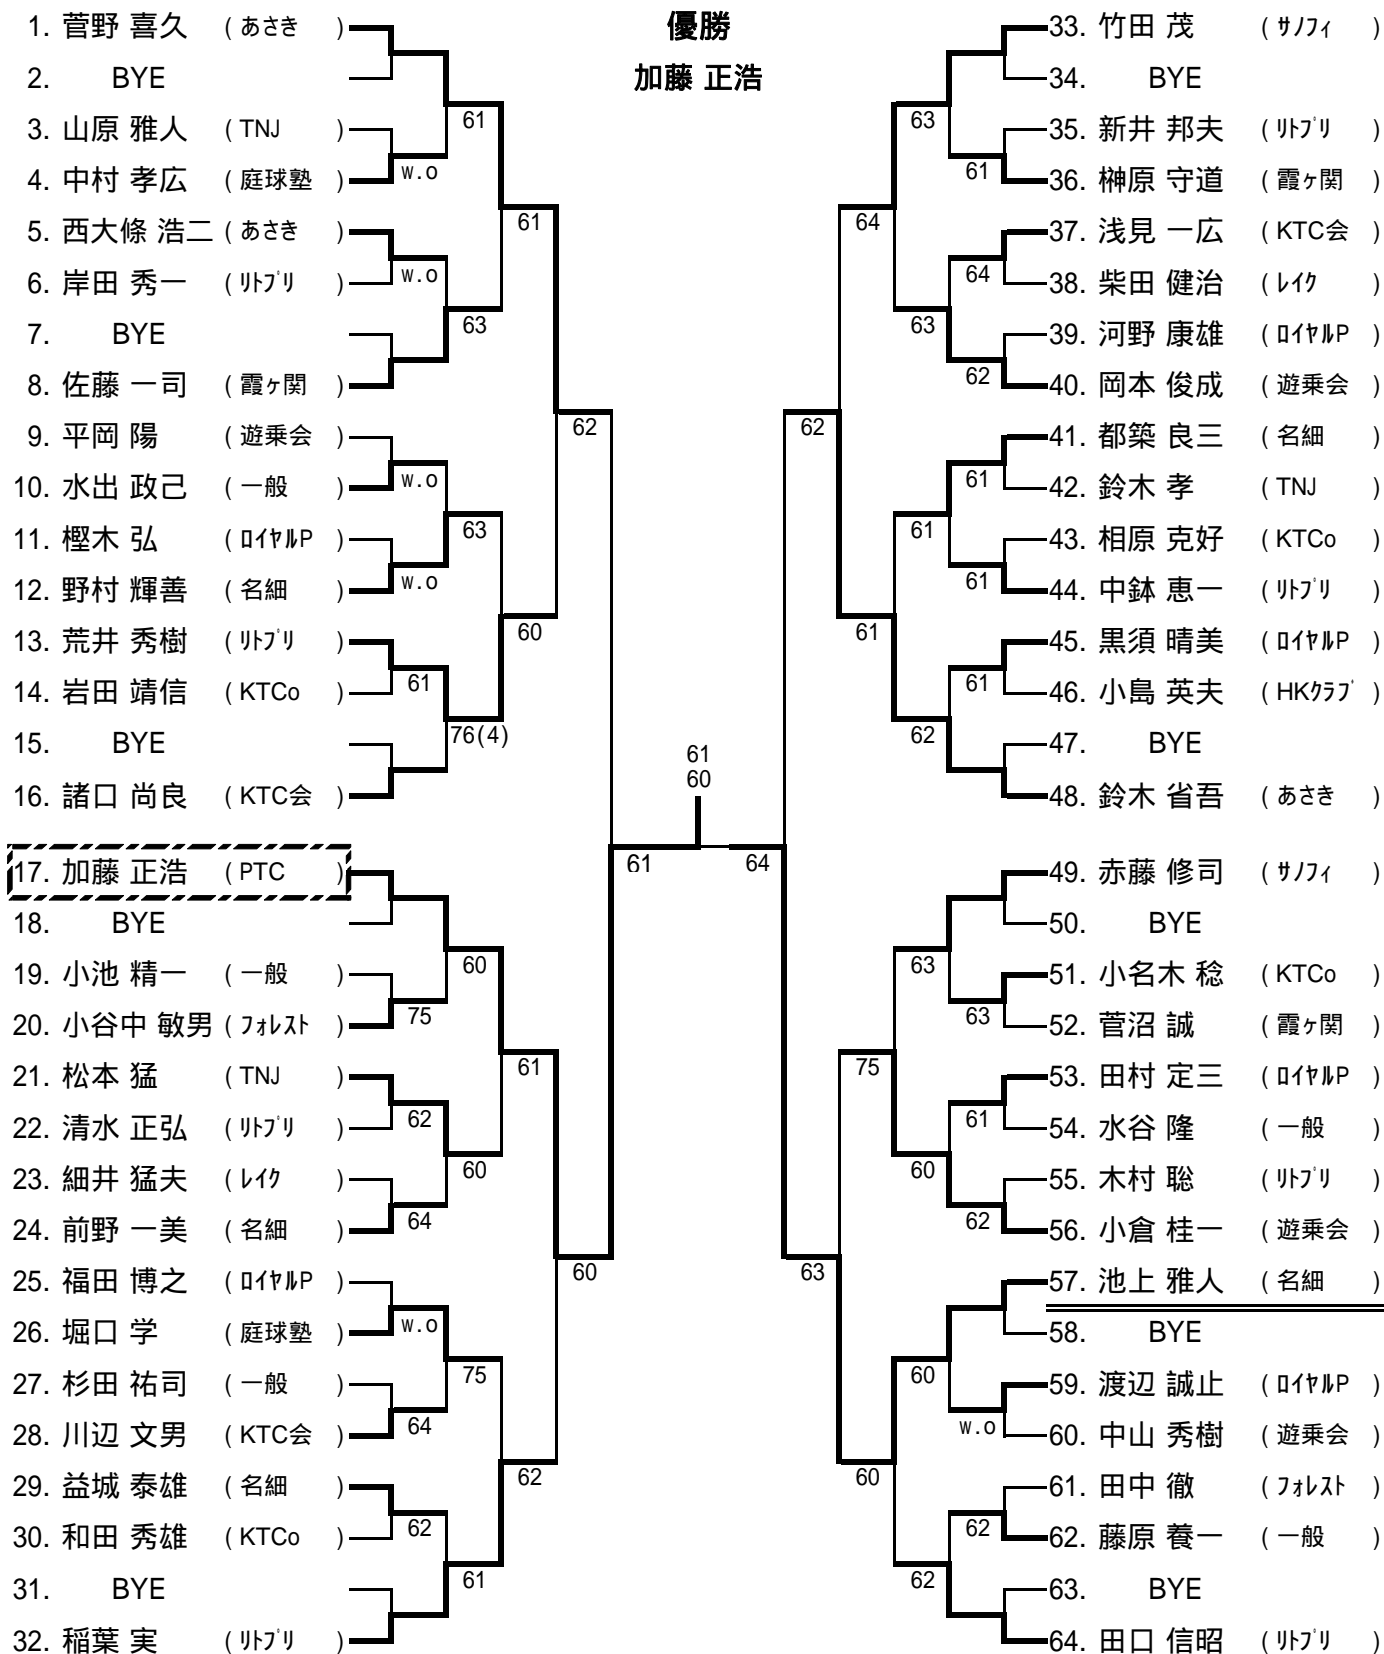 優勝
加藤 正浩
1. 菅野 喜久 ( あさき )
2. BYE
3. 山原 雅人 ( TNJ )
4. 中村 孝広 ( 庭球塾 )
5. 西大條 浩二 ( あさき )
6. 岸田 秀一 ( ﾘﾄﾌﾟﾘ )
7. BYE
8. 佐藤 一司 ( 霞ヶ関 )
9. 平岡 陽 ( 遊乗会 )
10. 水出 政己 ( 一般 )
11. 樫木 弘 ( ﾛｲﾔﾙP )
12. 野村 輝善 ( 名細 )
13. 荒井 秀樹 ( ﾘﾄﾌﾟﾘ )
14. 岩田 靖信 ( KTCo )
15. BYE
16. 諸口 尚良 ( KTC会 )
17. 加藤 正浩 ( PTC )
18. BYE
19. 小池 精一 ( 一般 )
20. 小谷中 敏男 ( ﾌｫﾚｽﾄ )
21. 松本 猛 ( TNJ )
22. 清水 正弘 ( ﾘﾄﾌﾟﾘ )
23. 細井 猛夫 ( ﾚｲｸ )
24. 前野 一美 ( 名細 )
25. 福田 博之 ( ﾛｲﾔﾙP )
26. 堀口 学 ( 庭球塾 )
27. 杉田 祐司 ( 一般 )
28. 川辺 文男 ( KTC会 )
29. 益城 泰雄 ( 名細 )
30. 和田 秀雄 ( KTCo )
31. BYE
32. 稲葉 実 ( ﾘﾄﾌﾟﾘ )
w.o
w.o
w.o
w.o
61
75
62
64
w.o
64
62
61
63
63
76(4)
60
60
75
61
61
60
61
62
62
60
61
61
60
64
62
63
64
61
75
60
63
63
61
62
63
60
60
62
61
64
62
61
61
61
63
61
62
w.o
62
33. 竹田 茂 ( ｻﾉﾌｨ )
34. BYE
35. 新井 邦夫 ( ﾘﾄﾌﾟﾘ )
36. 榊原 守道 ( 霞ヶ関 )
37. 浅見 一広 ( KTC会 )
38. 柴田 健治 ( ﾚｲｸ )
39. 河野 康雄 ( ﾛｲﾔﾙP )
40. 岡本 俊成 ( 遊乗会 )
41. 都築 良三 ( 名細 )
42. 鈴木 孝 ( TNJ )
43. 相原 克好 ( KTCo )
44. 中鉢 恵一 ( ﾘﾄﾌﾟﾘ )
45. 黒須 晴美 ( ﾛｲﾔﾙP )
46. 小島 英夫 ( HKｸﾗﾌﾞ )
47. BYE
48. 鈴木 省吾 ( あさき )
49. 赤藤 修司 ( ｻﾉﾌｨ )
50. BYE
51. 小名木 稔 ( KTCo )
52. 菅沼 誠 ( 霞ヶ関 )
53. 田村 定三 ( ﾛｲﾔﾙP )
54. 水谷 隆 ( 一般 )
55. 木村 聡 ( ﾘﾄﾌﾟﾘ )
56. 小倉 桂一 ( 遊乗会 )
57. 池上 雅人 ( 名細 )
58. BYE
59. 渡辺 誠止 ( ﾛｲﾔﾙP )
60. 中山 秀樹 ( 遊乗会 )
61. 田中 徹 ( ﾌｫﾚｽﾄ )
62. 藤原 養一 ( 一般 )
63. BYE
64. 田口 信昭 ( ﾘﾄﾌﾟﾘ )